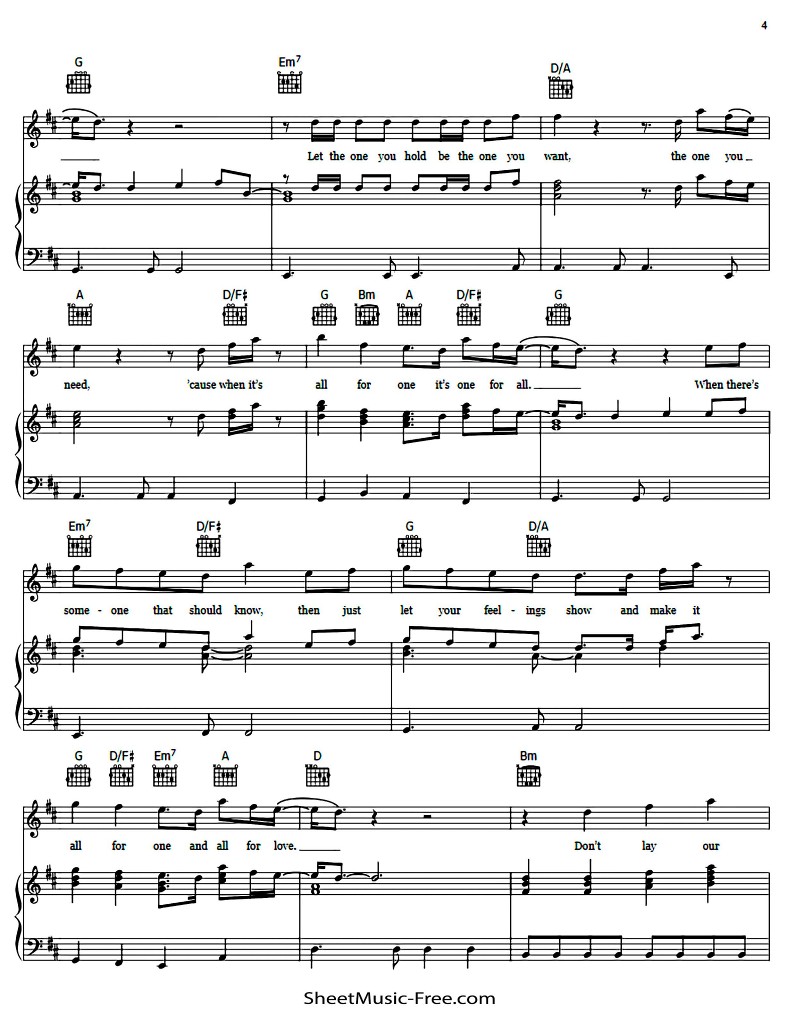 4
G Em7 D/A
Let the one you hold be the one you want, the one you
A D/F♯ G Bm A D/F♯ G
need, 'cause when it's all for one it's one for all. When there's
Em7 D/F♯ G D/A
some - one that should know, then just let your feel - ings show and make it
G D/F♯ Em7 A D Bm
all for one and all for love. Don't lay our
SheetMusic-Free.com